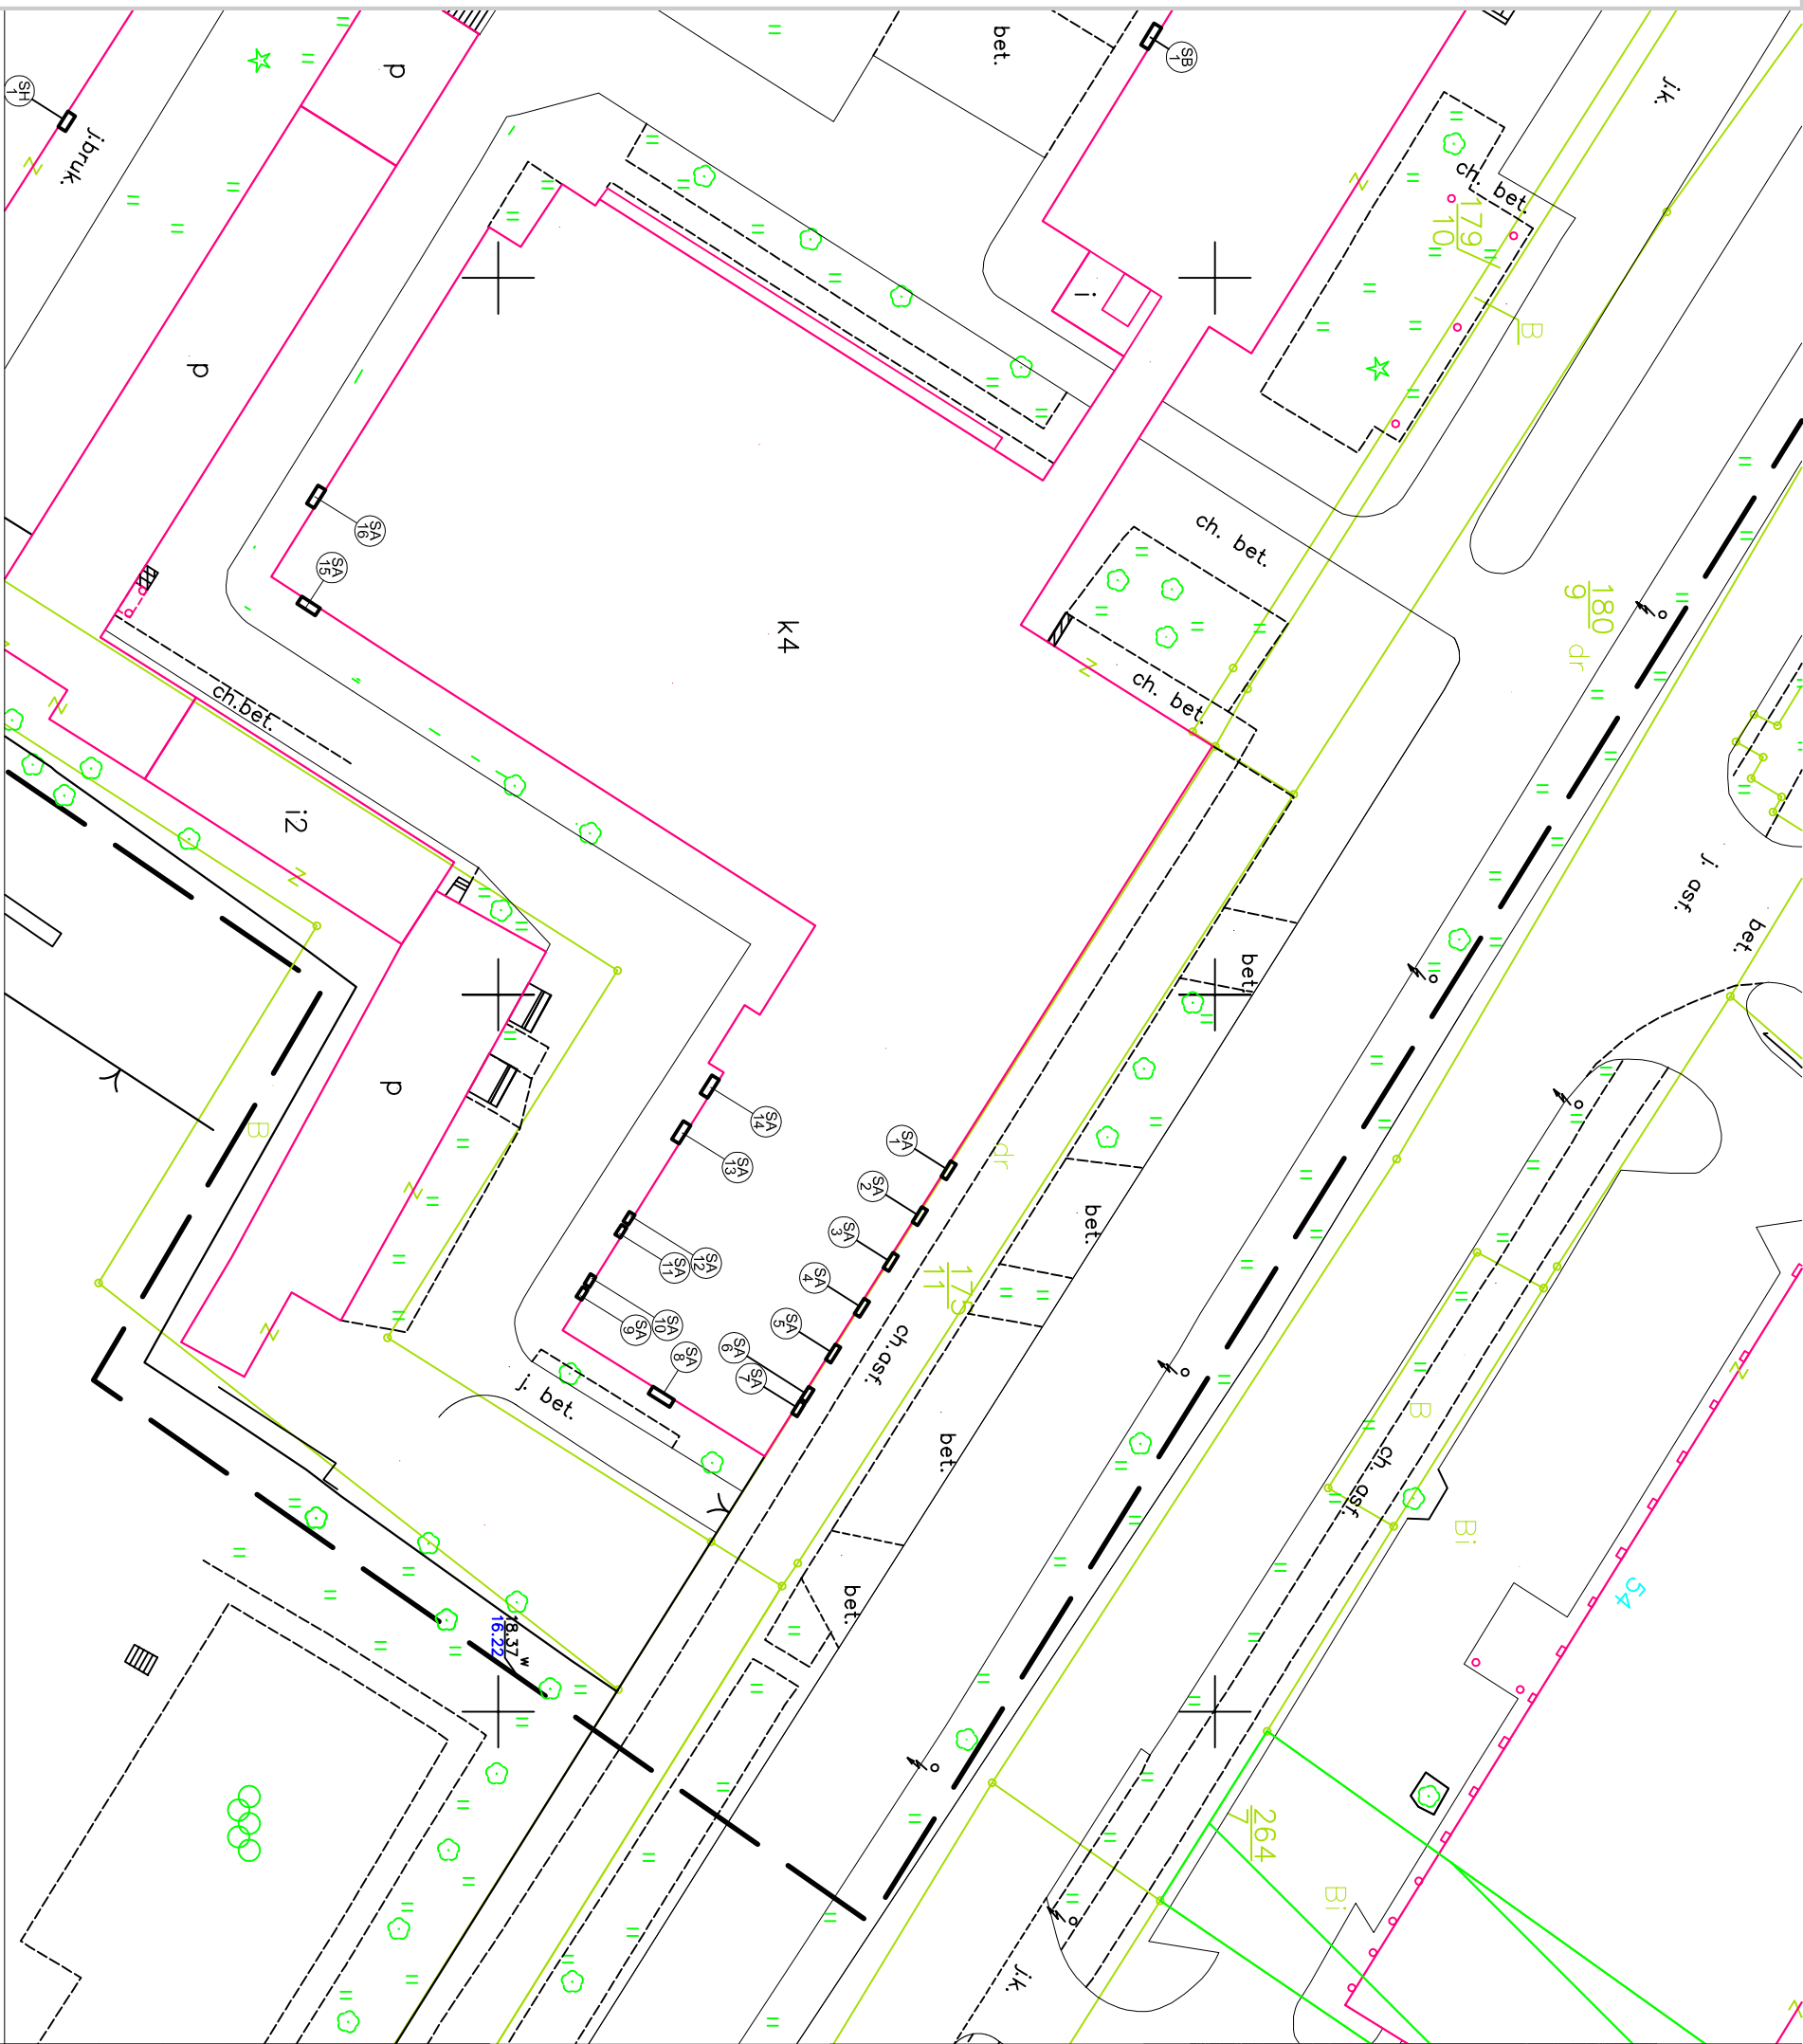 bet.
SB
1
p
j.k.
SH
1
j.bruk.
N
N
ch. bet.
179
10
i
B
p
SA
16
SA
15
ch. bet.
k4
180
9
dr
N
ch. bet.
N
ch.bet.
i2
N
j. asf.
bet.
bet.
p
B
N
SA
14
SA
13
SA
1
SA
2
SA
3
SA
4
SA
5
SA
6
SA
7
SA
12
SA
11
SA
10
SA
9
SA
8
dr
bet.
175
11
ch.asf.
N
j. bet.
N
B
ch. asf.
bet.
Bi
54
bet.
18.37
w
16.22
264
7
Bi
j.k.
N